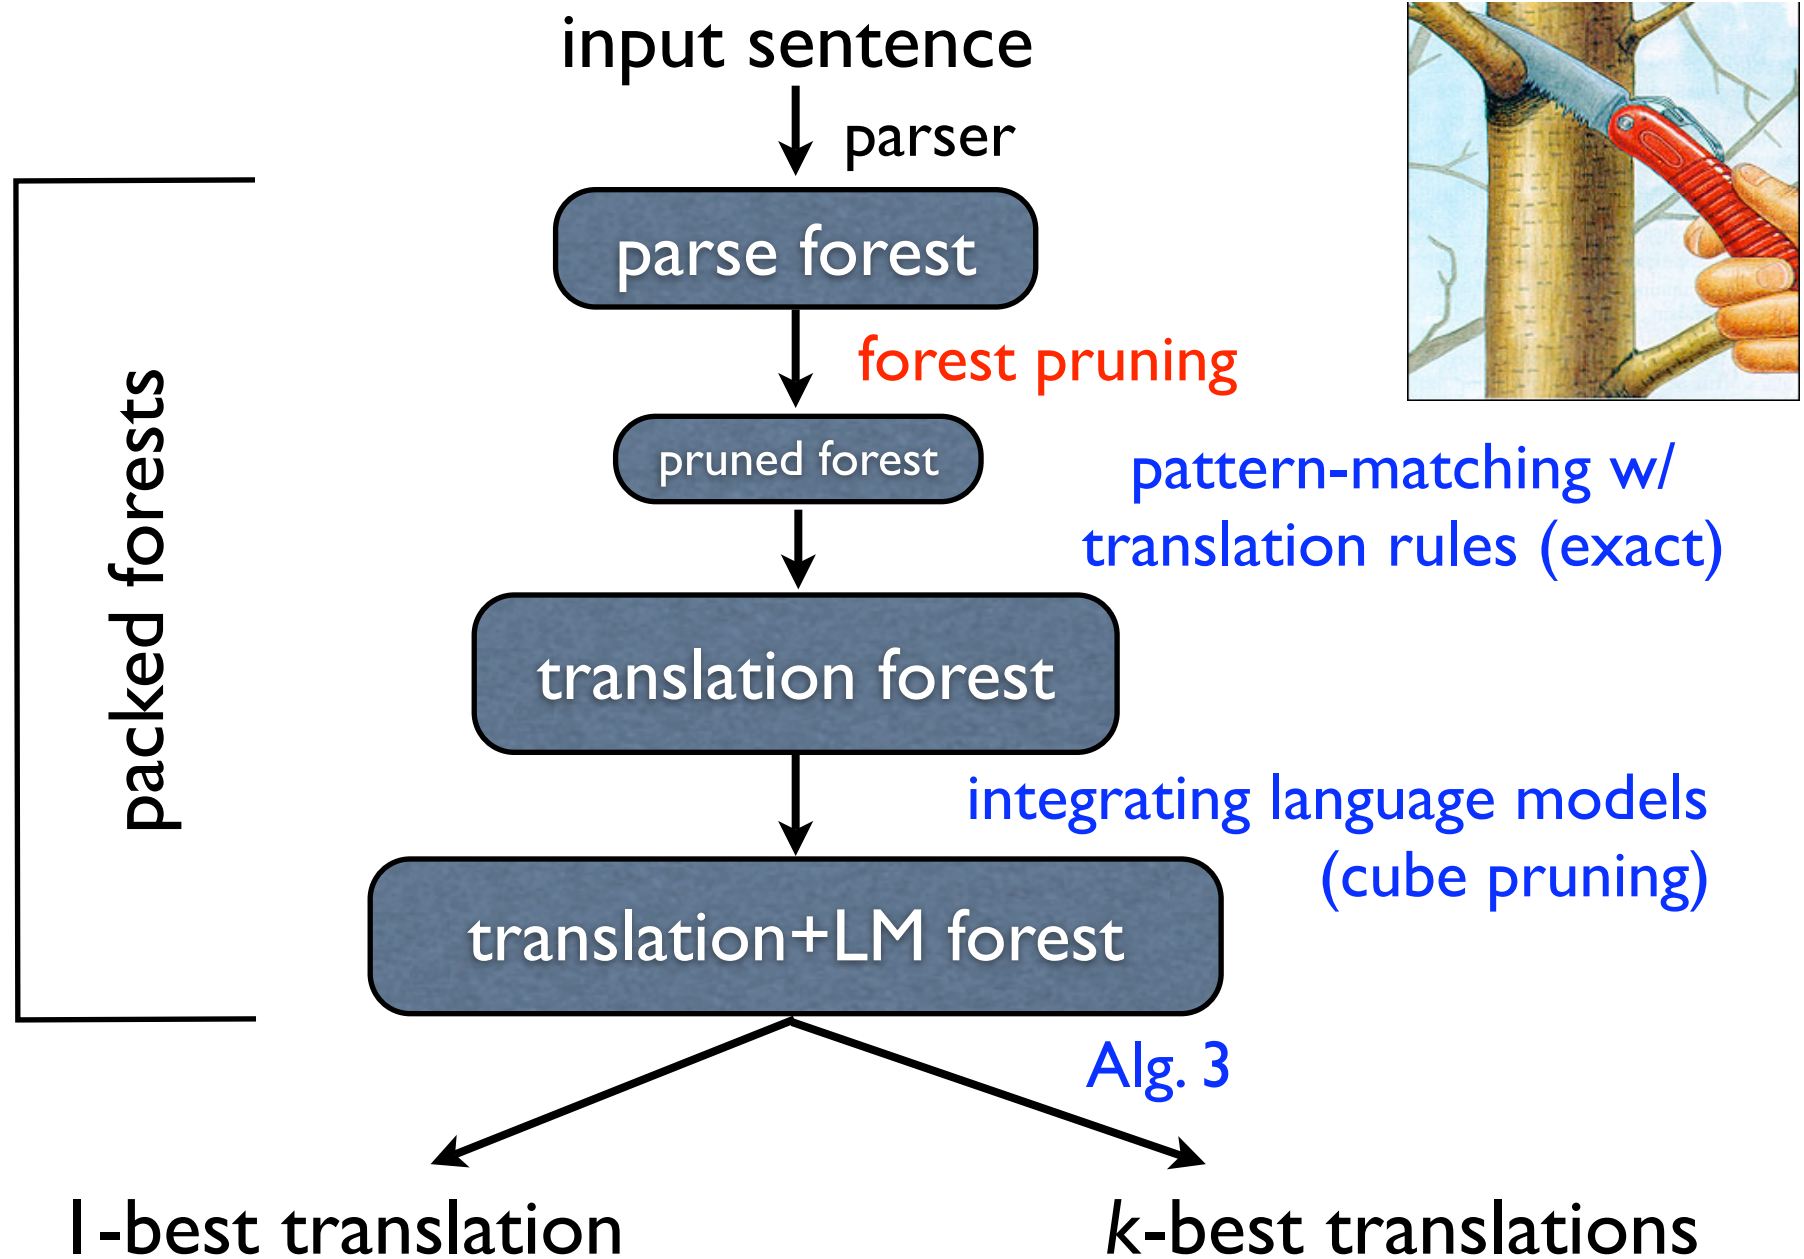 input sentence
parser
parse forest
forest pruning
pruned forest
pattern-matching w/
translation rules (exact)
packed forests
translation forest
integrating language models
(cube pruning)
translation+LM forest
Alg. 3
1-best translation
k-best translations